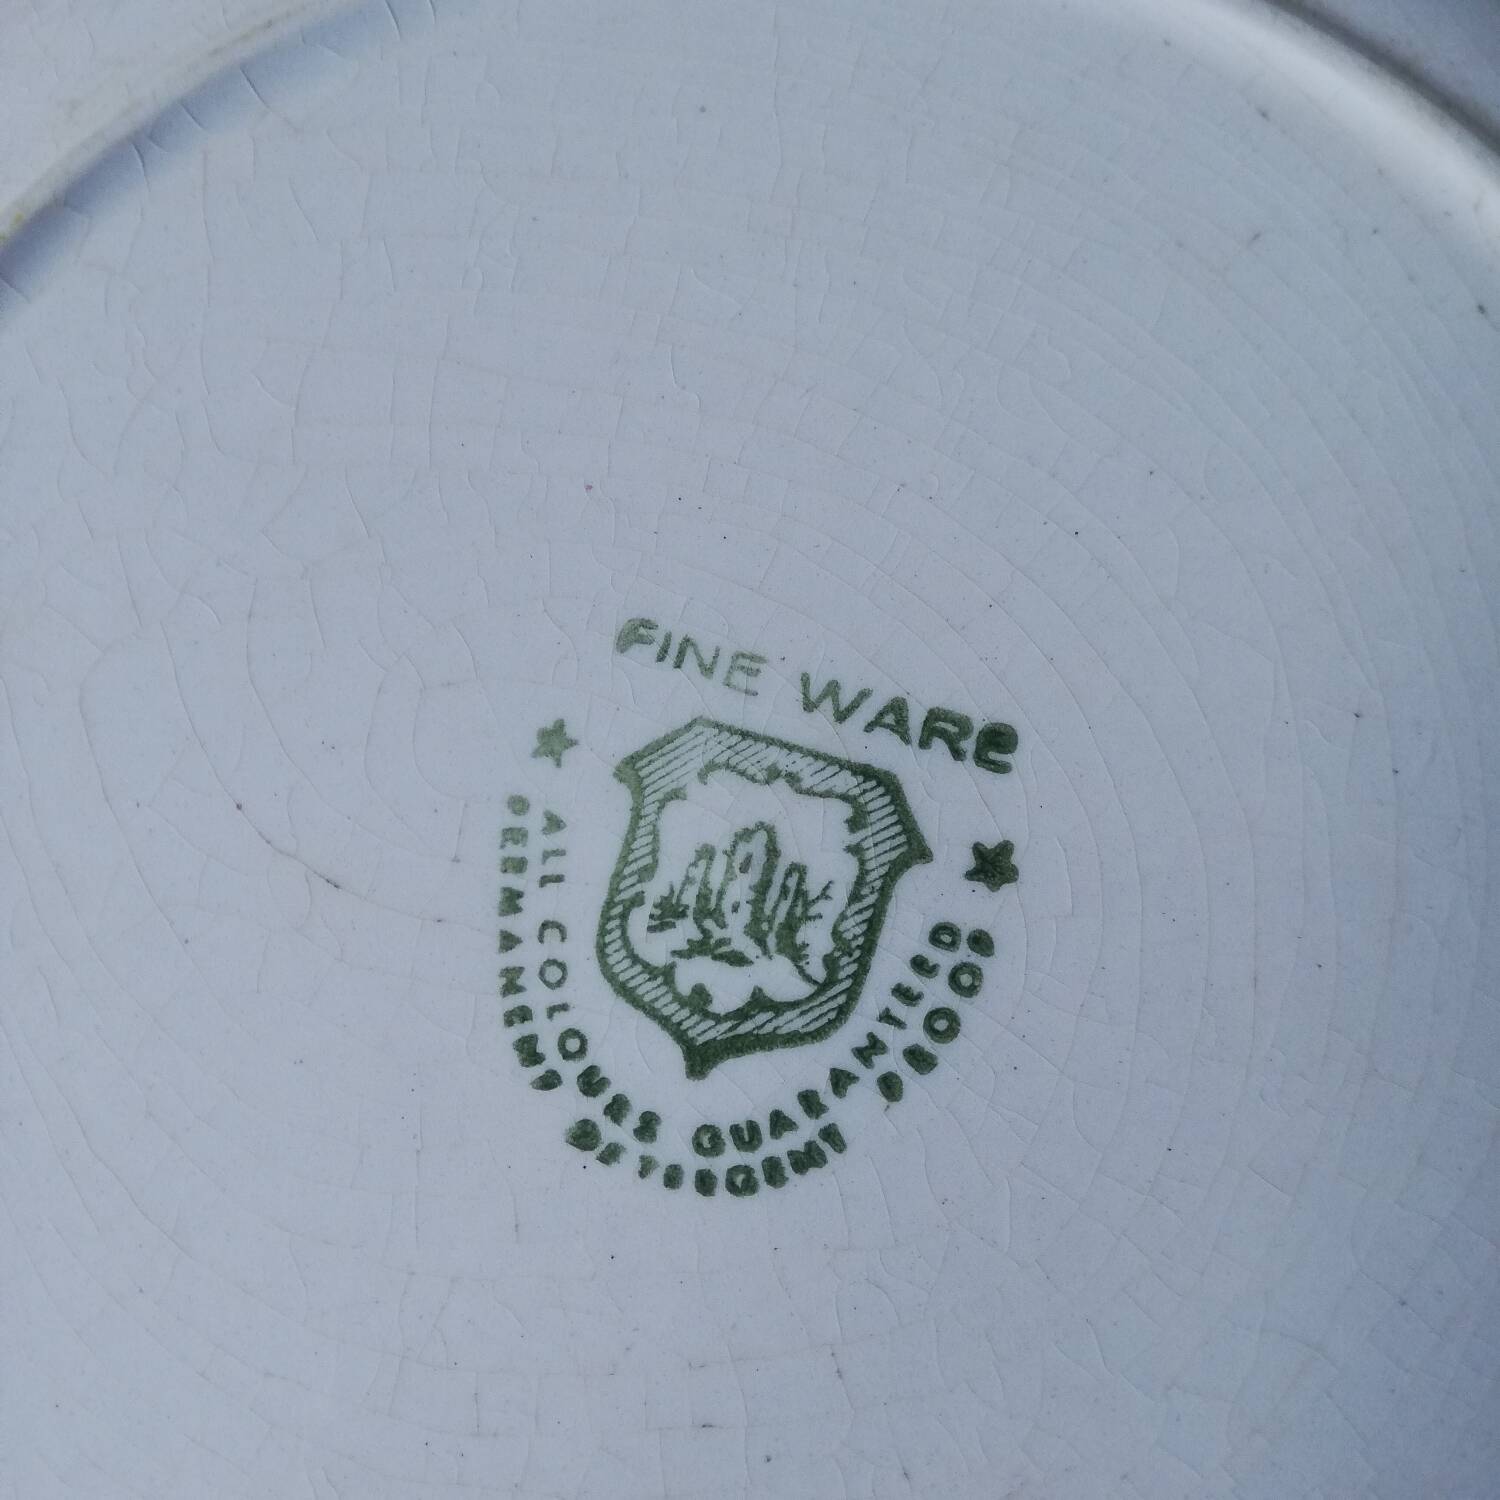 FINE WARE
ALL COLOURS GUARANTEED
PERMANENT DETERGENT PROOF